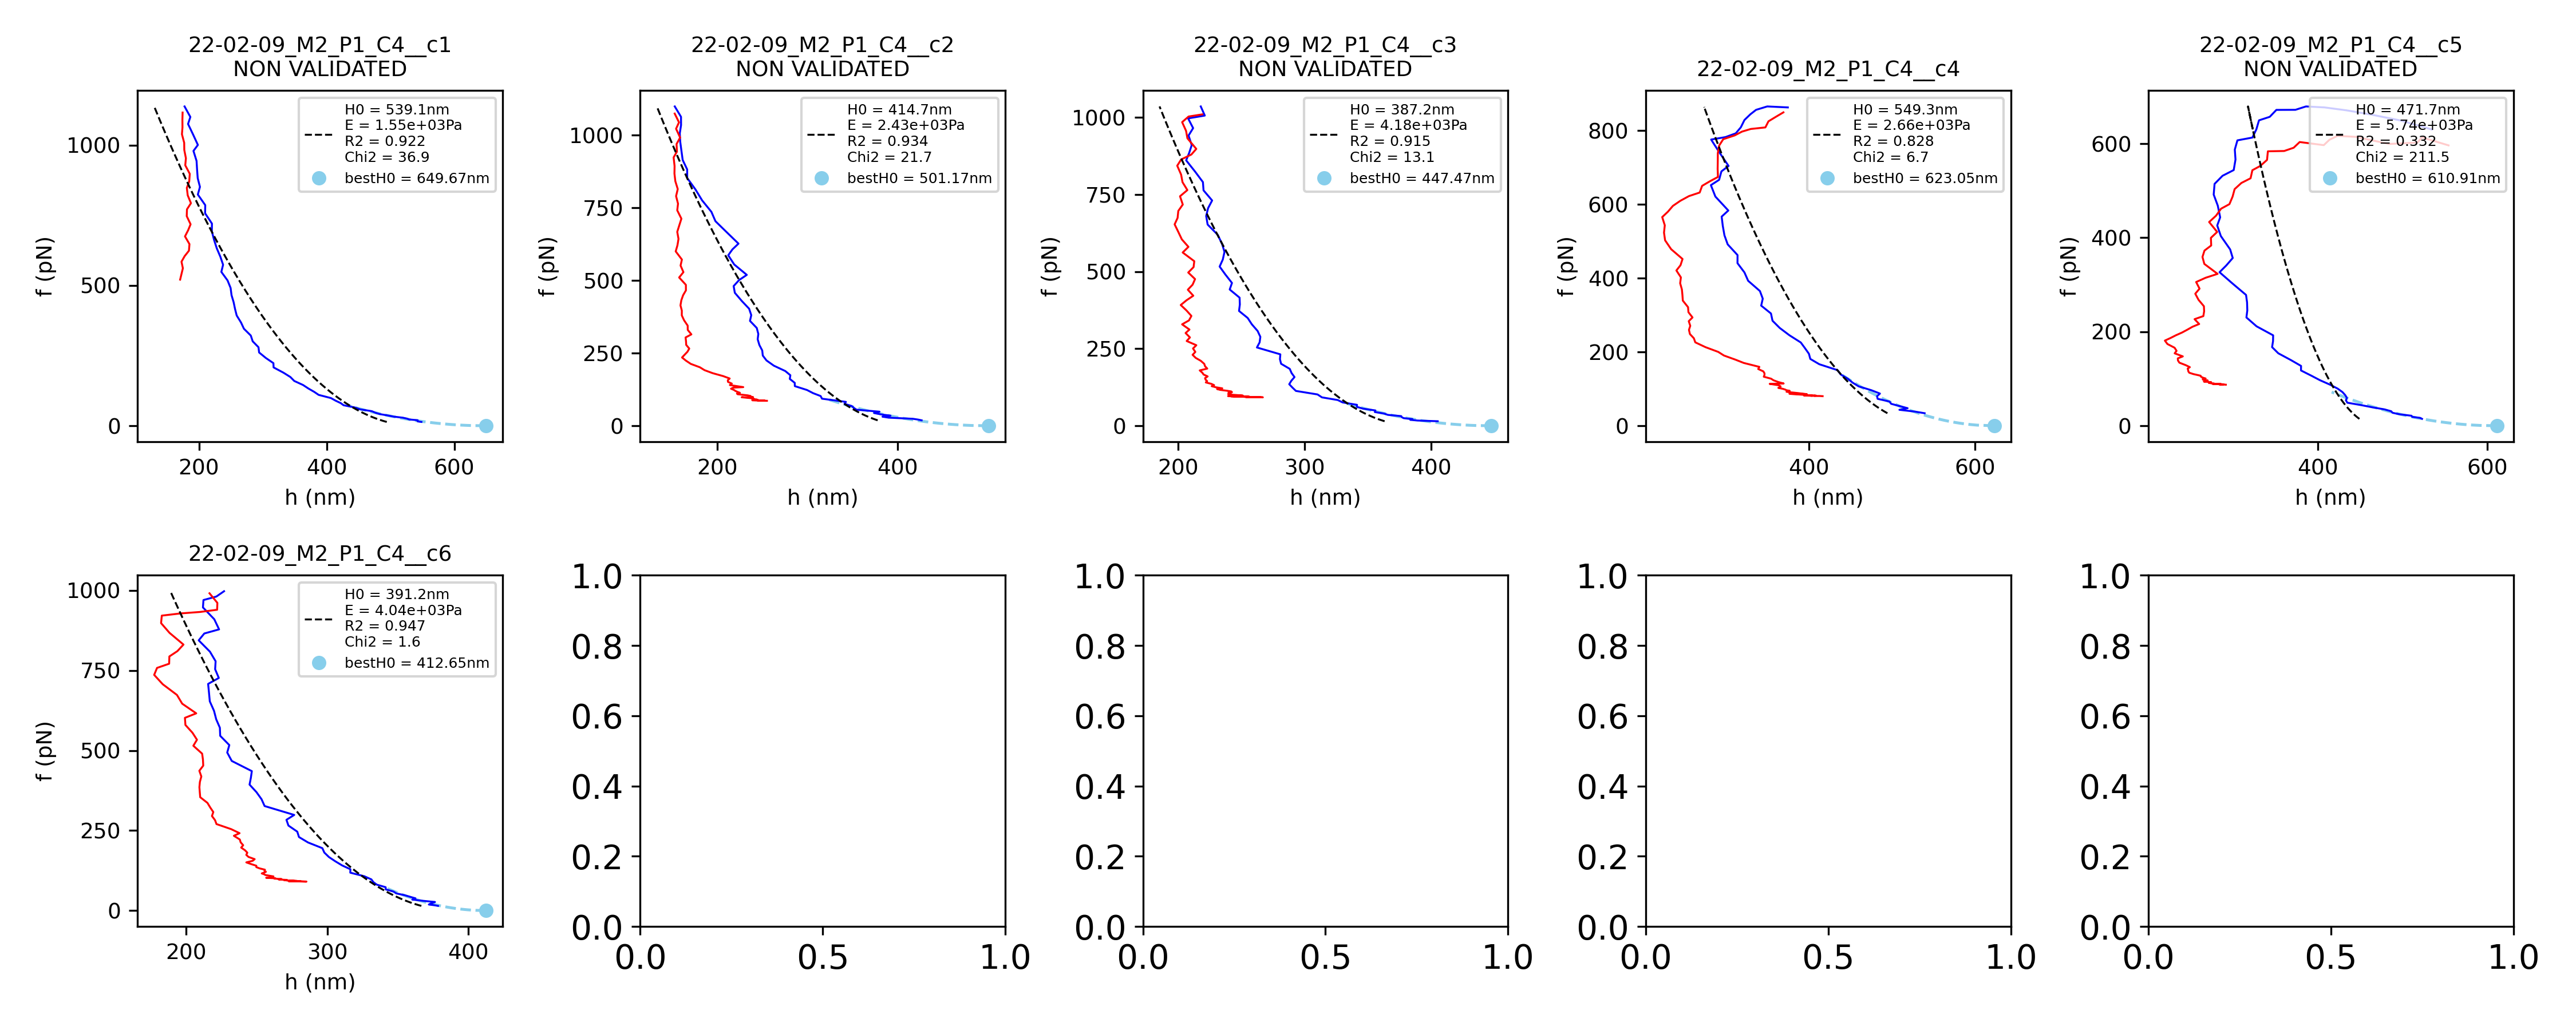 22-02-09_M2_P1_C4__c1
NON VALIDATED
H0 = 539.1nm
E = 1.55e+03Pa
R2 = 0.922
Chi2 = 36.9
bestH0 = 649.67nm
1000
500
0
f (pN)
200 400 600
h (nm)
22-02-09_M2_P1_C4__c2
NON VALIDATED
H0 = 414.7nm
E = 2.43e+03Pa
R2 = 0.934
Chi2 = 21.7
bestH0 = 501.17nm
1000
750
500
250
0
f (pN)
200 400
h (nm)
22-02-09_M2_P1_C4__c3
NON VALIDATED
H0 = 387.2nm
E = 4.18e+03Pa
R2 = 0.915
Chi2 = 13.1
bestH0 = 447.47nm
1000
750
500
250
0
f (pN)
200 300 400
h (nm)
22-02-09_M2_P1_C4__c4
H0 = 549.3nm
E = 2.66e+03Pa
R2 = 0.828
Chi2 = 6.7
bestH0 = 623.05nm
800
600
400
200
0
f (pN)
400 600
h (nm)
22-02-09_M2_P1_C4__c5
NON VALIDATED
H0 = 471.7nm
E = 5.74e+03Pa
R2 = 0.332
Chi2 = 211.5
bestH0 = 610.91nm
600
400
200
0
f (pN)
400 600
h (nm)
22-02-09_M2_P1_C4__c6
H0 = 391.2nm
E = 4.04e+03Pa
R2 = 0.947
Chi2 = 1.6
bestH0 = 412.65nm
1000
750
500
250
0
f (pN)
200 300 400
h (nm)
1.0
0.8
0.6
0.4
0.2
0.0
0.0 0.5 1.0
1.0
0.8
0.6
0.4
0.2
0.0
0.0 0.5 1.0
1.0
0.8
0.6
0.4
0.2
0.0
0.0 0.5 1.0
1.0
0.8
0.6
0.4
0.2
0.0
0.0 0.5 1.0